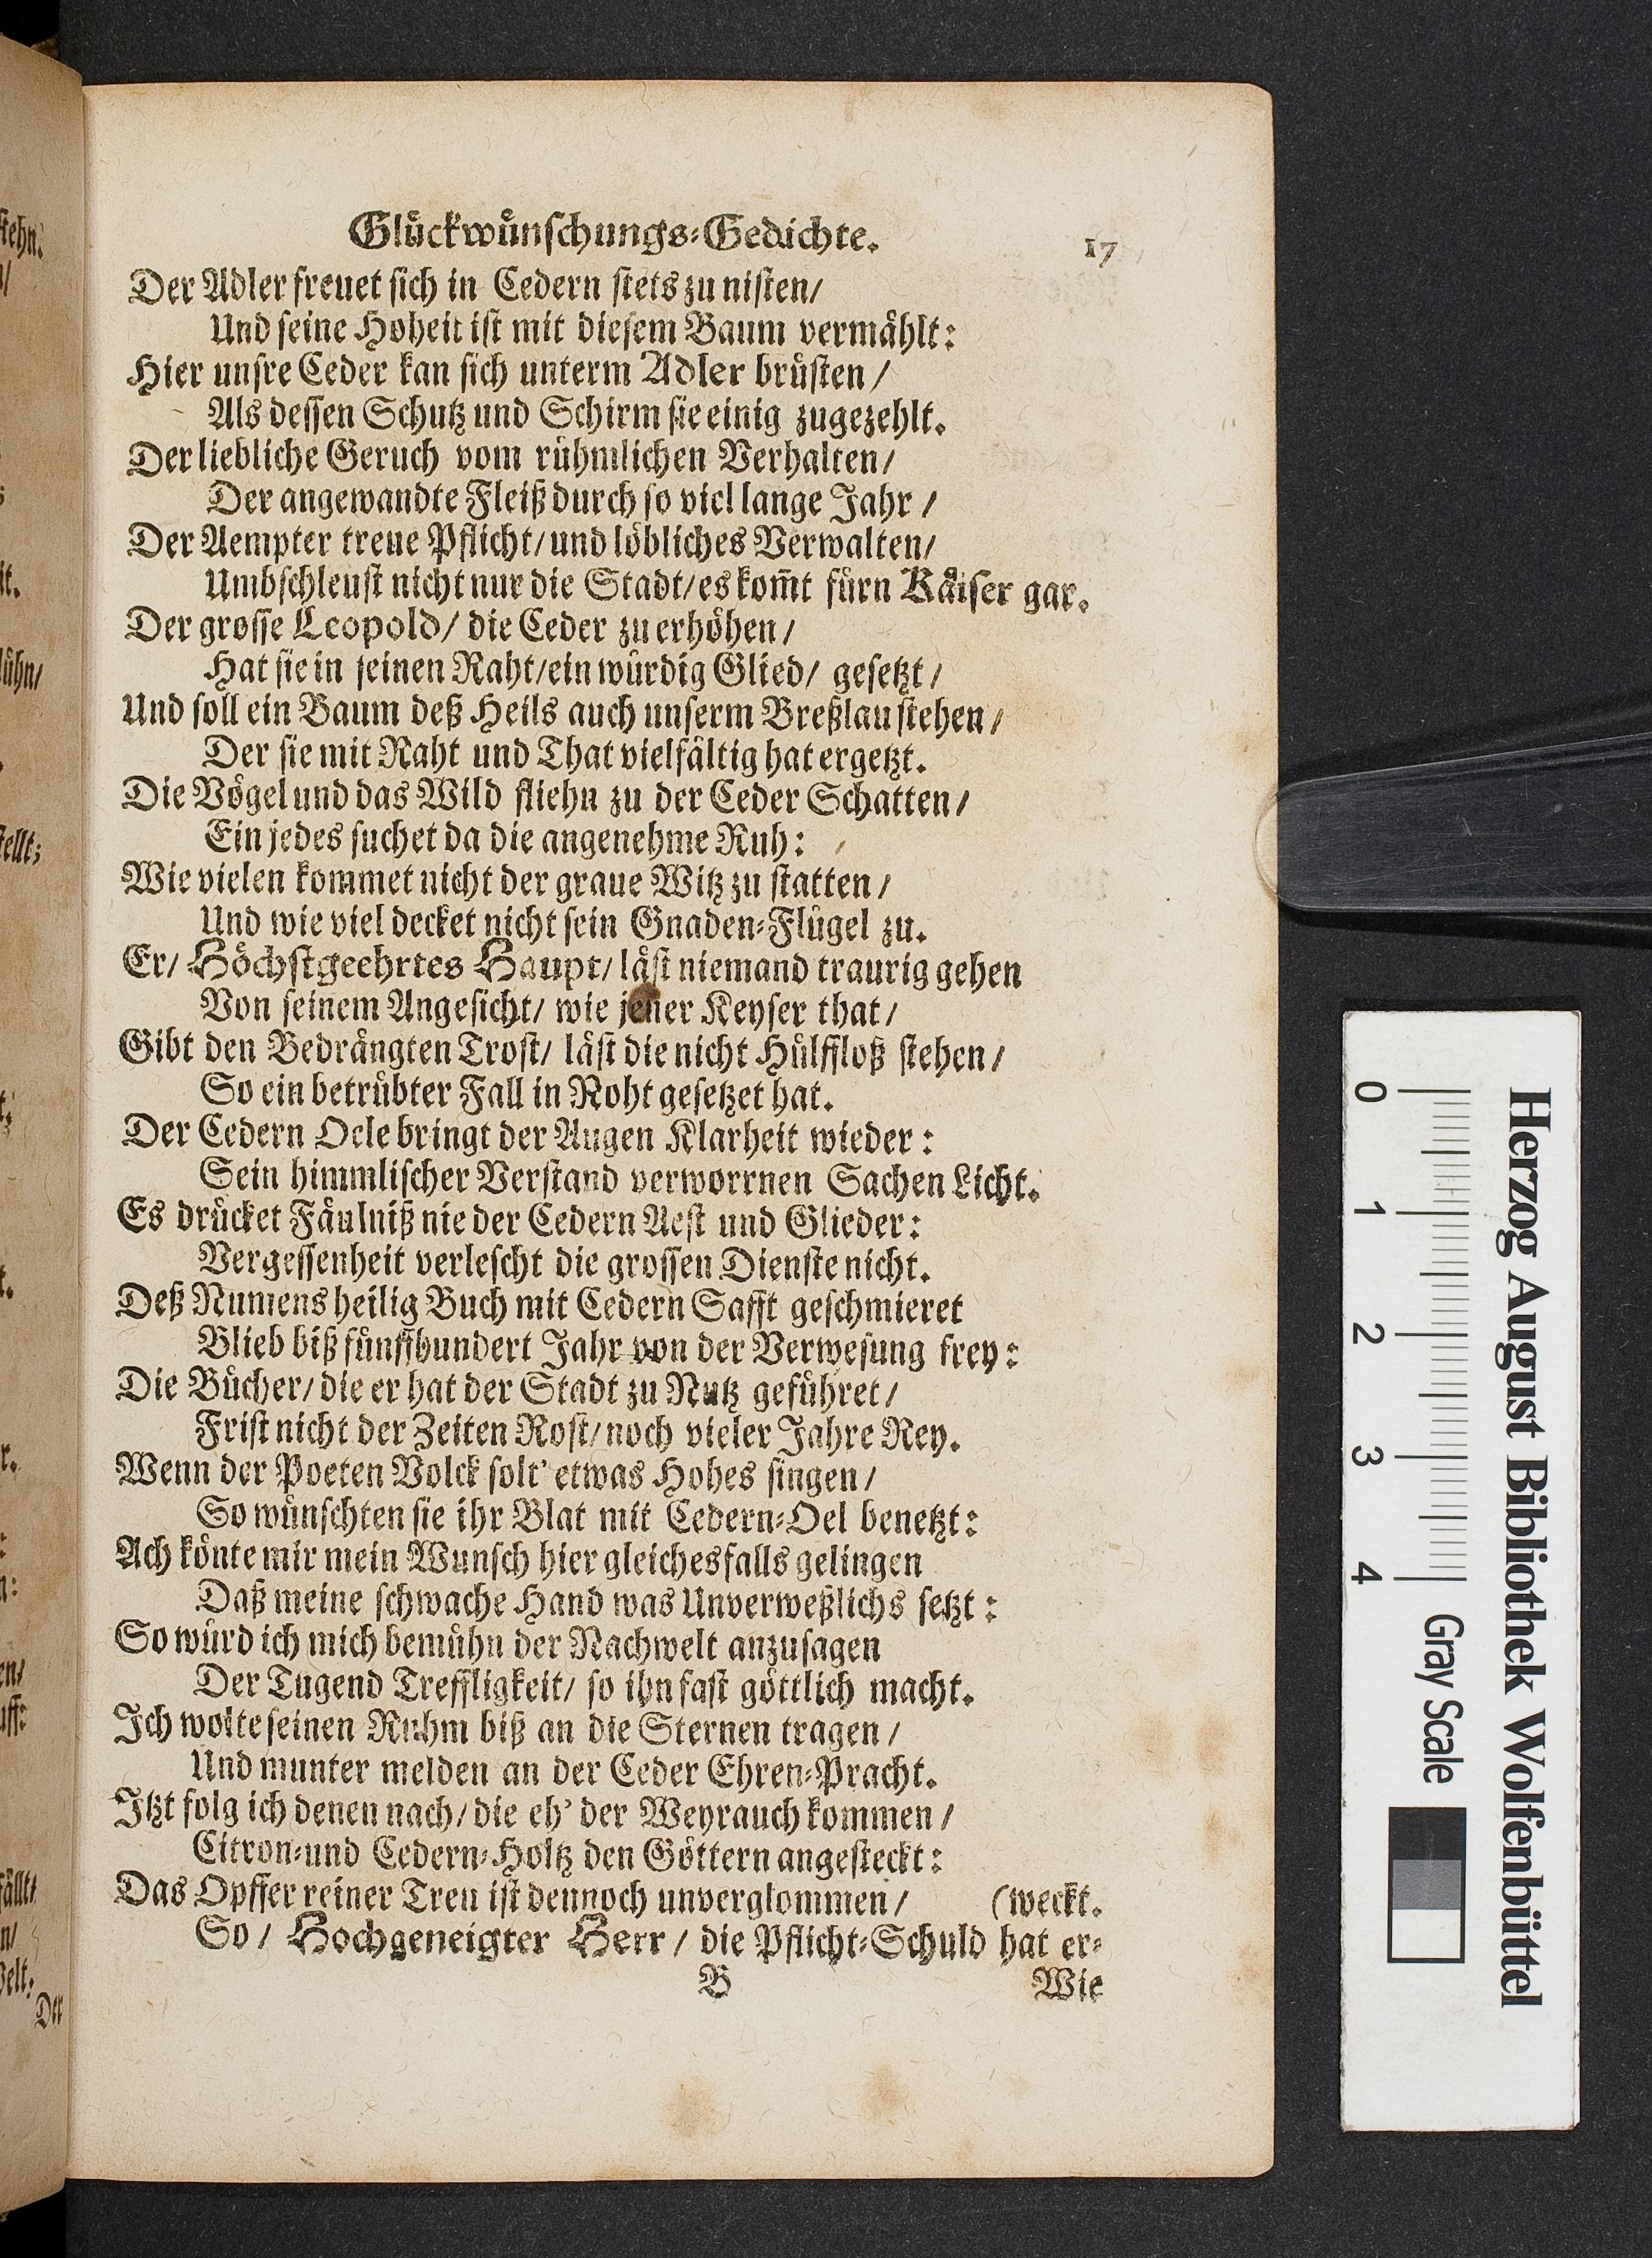 Glückwünschungs-Gedichte. 17
Der Adler freuet sich in Cedern stets zu nisten/
Und seine Hoheit ist mit diesem Baum vermählt:
Hier unsre Ceder kan sich unterm Adler brüsten/
Als dessen Schutz und Schirm sie einig zugezehlt.
Der liebliche Geruch vom rühmlichen Verhalten/
Der angewandte Fleiß durch so viel lange Jahr/
Der Aempter treue Pflicht/ und löbliches Verwalten/
Umbschleust nicht nur die Stadt/ es kom̃t fürn Käiser gar.
Der grosse Leopold/ die Ceder zu erhöhen/
Hat sie in seinen Raht/ ein würdig Glied/ gesetzt/
Und soll ein Baum deß Heils auch unserm Breßlau stehen/
Der sie mit Raht und That vielfältig hat ergetzt.
Die Vögel und das Wild fliehn zu der Ceder Schatten/
Ein jedes suchet da die angenehme Ruh:
Wie vielen kommet nicht der graue Witz zu statten/
Und wie viel decket nicht sein Gnaden-Flügel zu.
Er/ Höchstgeehrtes Haupt/ läst niemand traurig gehen
Von seinem Angesicht/ wie jener Keyser that/
Gibt den Bedrängten Trost/ läst die nicht Hülffloß stehen/
So ein betrübter Fall in Noht gesetzet hat.
Der Cedern Oele bringt der Augen Klarheit wieder:
Sein himmlischer Verstand verworrnen Sachen Licht.
Es drücket Fäulniß nie der Cedern Aest und Glieder:
Vergessenheit verlescht die grossen Dienste nicht.
Deß Numens heilig Buch mit Cedern Safft geschmieret
Blieb biß fünffhundert Jahr von der Verwesung frey:
Die Bücher/ die er hat der Stadt zu Nutz geführet/
Frist nicht der Zeiten Rost/ noch vieler Jahre Rey.
Wenn der Poeten Volck solt' etwas Hohes singen/
So wünschten sie ihr Blat mit Cedern-Oel benetzt:
Ach könte mir mein Wunsch hier gleichesfalls gelingen
Daß meine schwache Hand was Unverweßlichs setzt:
So würd ich mich bemühn der Nachwelt anzusagen
Der Tugend Treffligkeit/ so ihn fast göttlich macht.
Ich wolte seinen Ruhm biß an die Sternen tragen/
Und munter melden an der Ceder Ehren-Pracht.
Itzt folg ich denen nach/ die eh' der Weyrauch kommen/
Citron- und Cedern-Holtz den Göttern angesteckt:
Das Opffer reiner Treu ist dennoch unverglommen/ (weckt.
So/ Hochgeneigter Herr/ die Pflicht-Schuld hat er-
B Wie
Herzog August Bibliothek Wolfenbüttel
0 1 2 3 4 Gray Scale